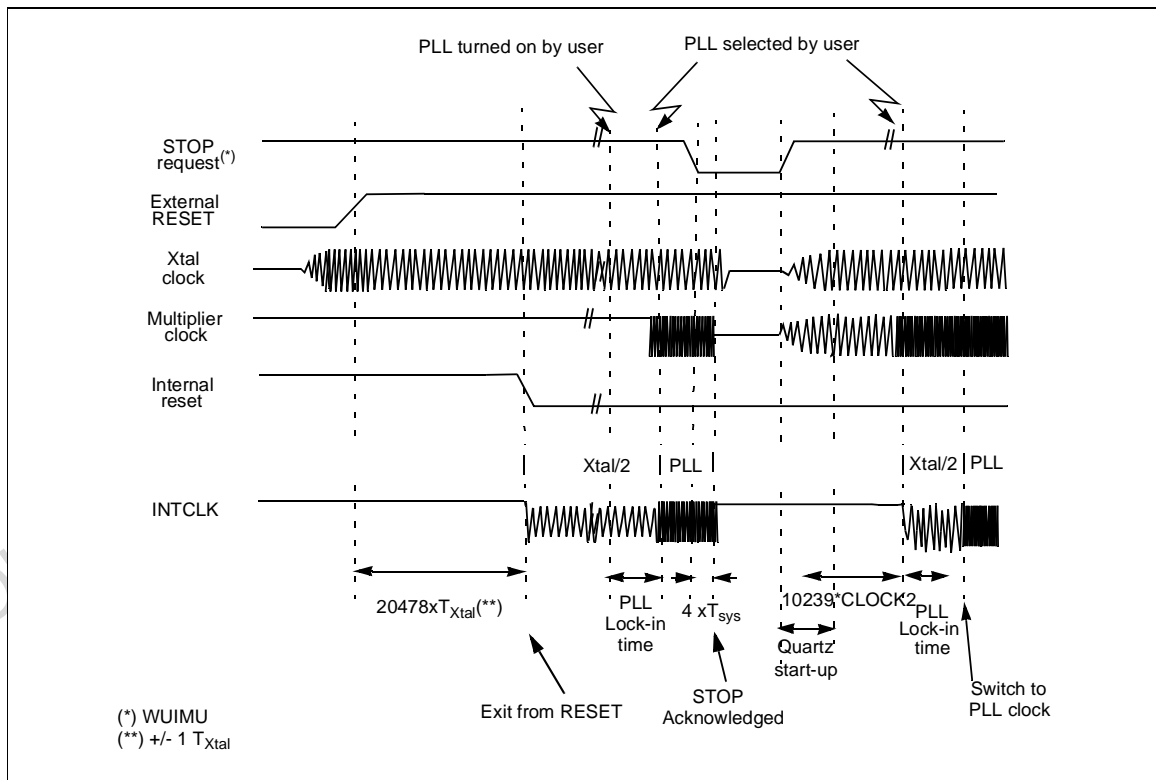 PLL turned on by user
PLL selected by user
STOP
request(*)
External
RESET
Xtal
clock
Multiplier
clock
Internal
reset
Xtal/2
PLL
Xtal/2
PLL
INTCLK
20478xTXtal(**)
PLL
Lock-in
time
4 xTsys
10239*CLOCK2
PLL
Lock-in
time
Quartz
start-up
Exit from RESET
STOP
Acknowledged
Switch to
PLL clock
(*) WUIMU
(**) +/- 1 TXtal